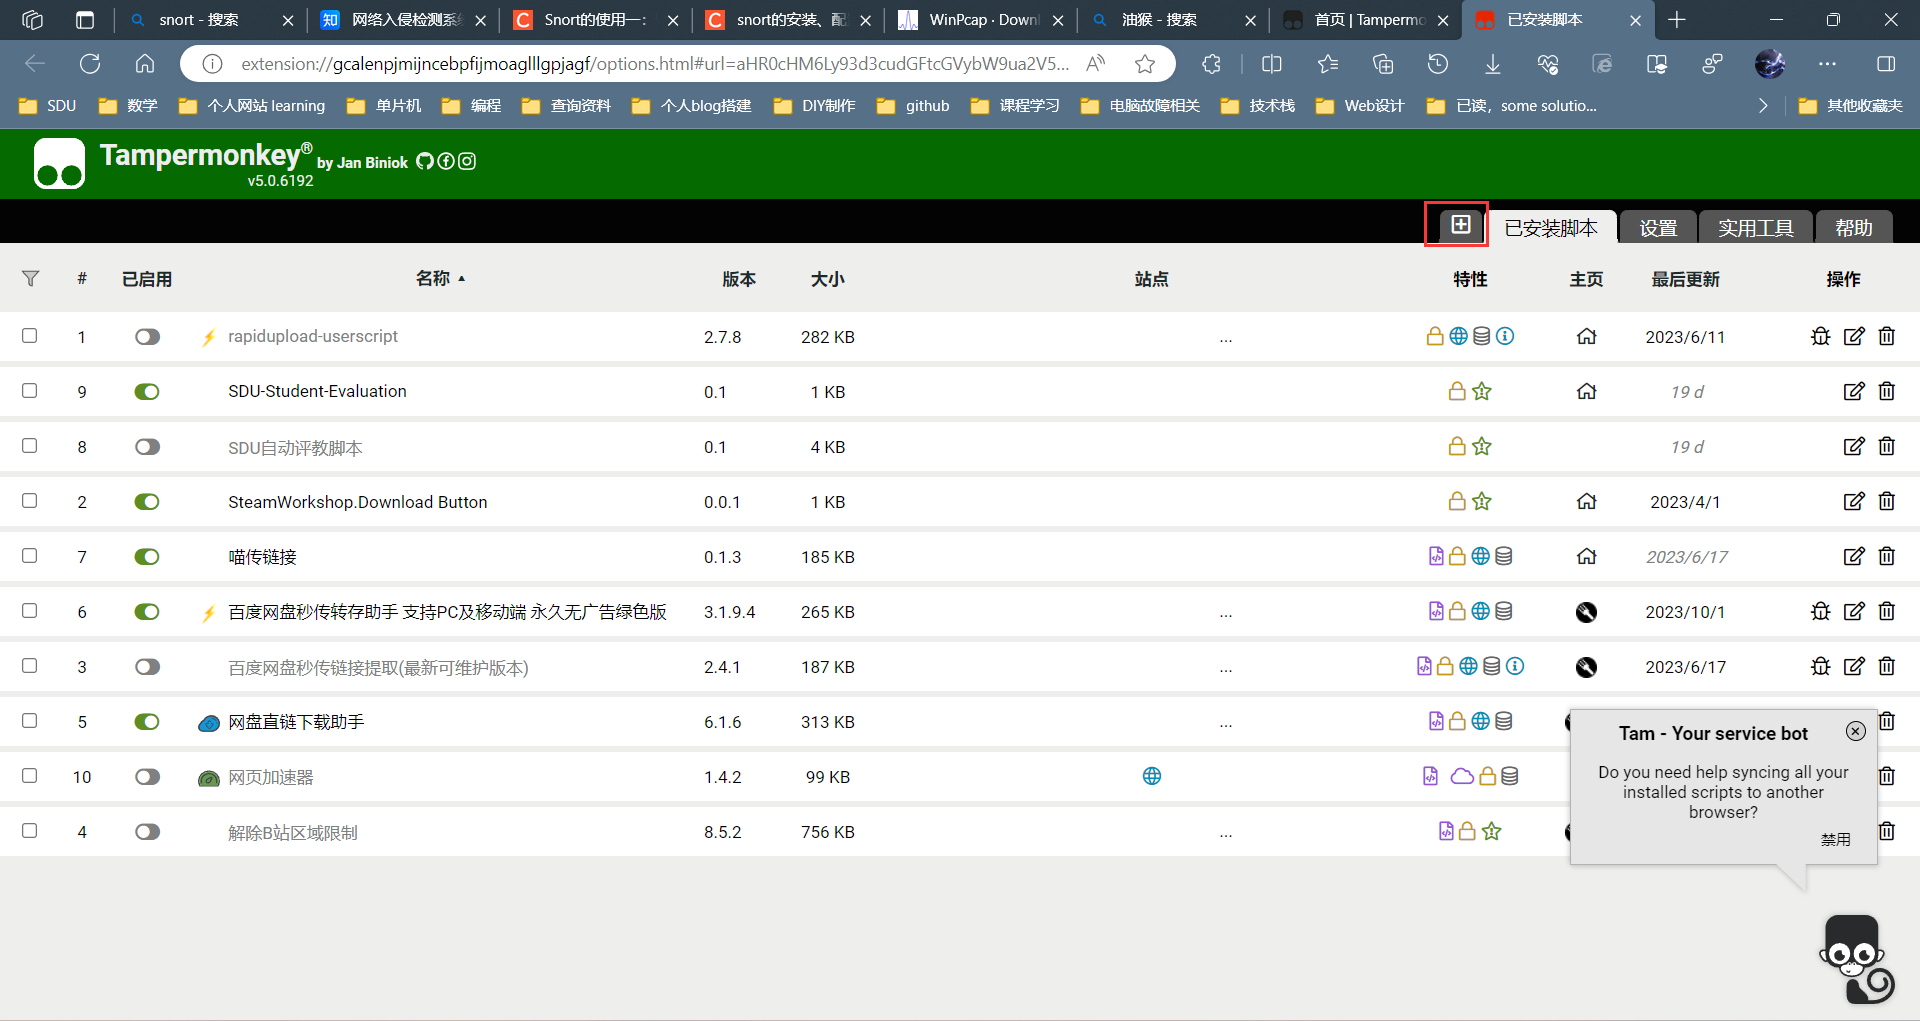 snort - 搜索
网络入侵检测系统
Snort的使用一:
snort的安装、配
WinPcap · Downl
油猴 - 搜索
首页 | Tampermo
已安装脚本
extension://gcalenpjmijncebpfijmoaglllgpjagf/options.html#url=aHR0cHM6Ly93d3cudGFtcGVybW9ua2V5...
SDU
数学
个人网站 learning
单片机
编程
查询资料
个人blog搭建
DIY制作
github
课程学习
电脑故障相关
技术栈
Web设计
已读，some solutio...
其他收藏夹
Tampermonkey® by Jan Biniok
v5.0.6192
已安装脚本
设置
实用工具
帮助
# 已启用 名称 ▲ 版本 大小 站点 特性 主页 最后更新 操作
1 rapidupload-userscript 2.7.8 282 KB ... 2023/6/11
9 SDU-Student-Evaluation 0.1 1 KB 19 d
8 SDU自动评教脚本 0.1 4 KB 19 d
2 SteamWorkshop.Download Button 0.0.1 1 KB 2023/4/1
7 喵传链接 0.1.3 185 KB 2023/6/17
6 百度网盘秒传转存助手 支持PC及移动端 永久无广告绿色版 3.1.9.4 265 KB ... 2023/10/1
3 百度网盘秒传链接提取(最新可维护版本) 2.4.1 187 KB ... 2023/6/17
5 网盘直链下载助手 6.1.6 313 KB ...
10 网页加速器 1.4.2 99 KB
4 解除B站区域限制 8.5.2 756 KB ...
Tam - Your service bot
Do you need help syncing all your
installed scripts to another
browser?
禁用